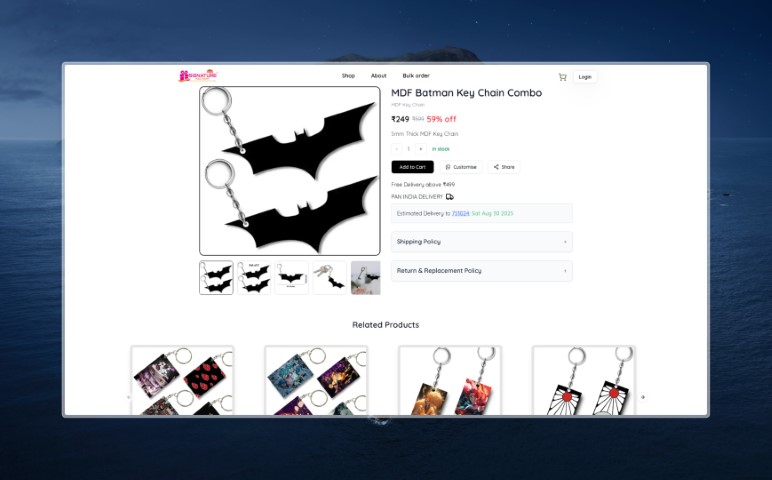 SIGNATURE
Shop
About
Bulk order
Login
MDF Batman Key Chain Combo
MDF Key Chain
₹249
59% off
3mm Thick MDF Key Chain
- 1 + In stock
Add to Cart
Customise
Share
Free Delivery above ₹499
PAN INDIA DELIVERY
Estimated Delivery to 751024 Sat Aug 30 2025
Shipping Policy
Return & Replacement Policy
Related Products